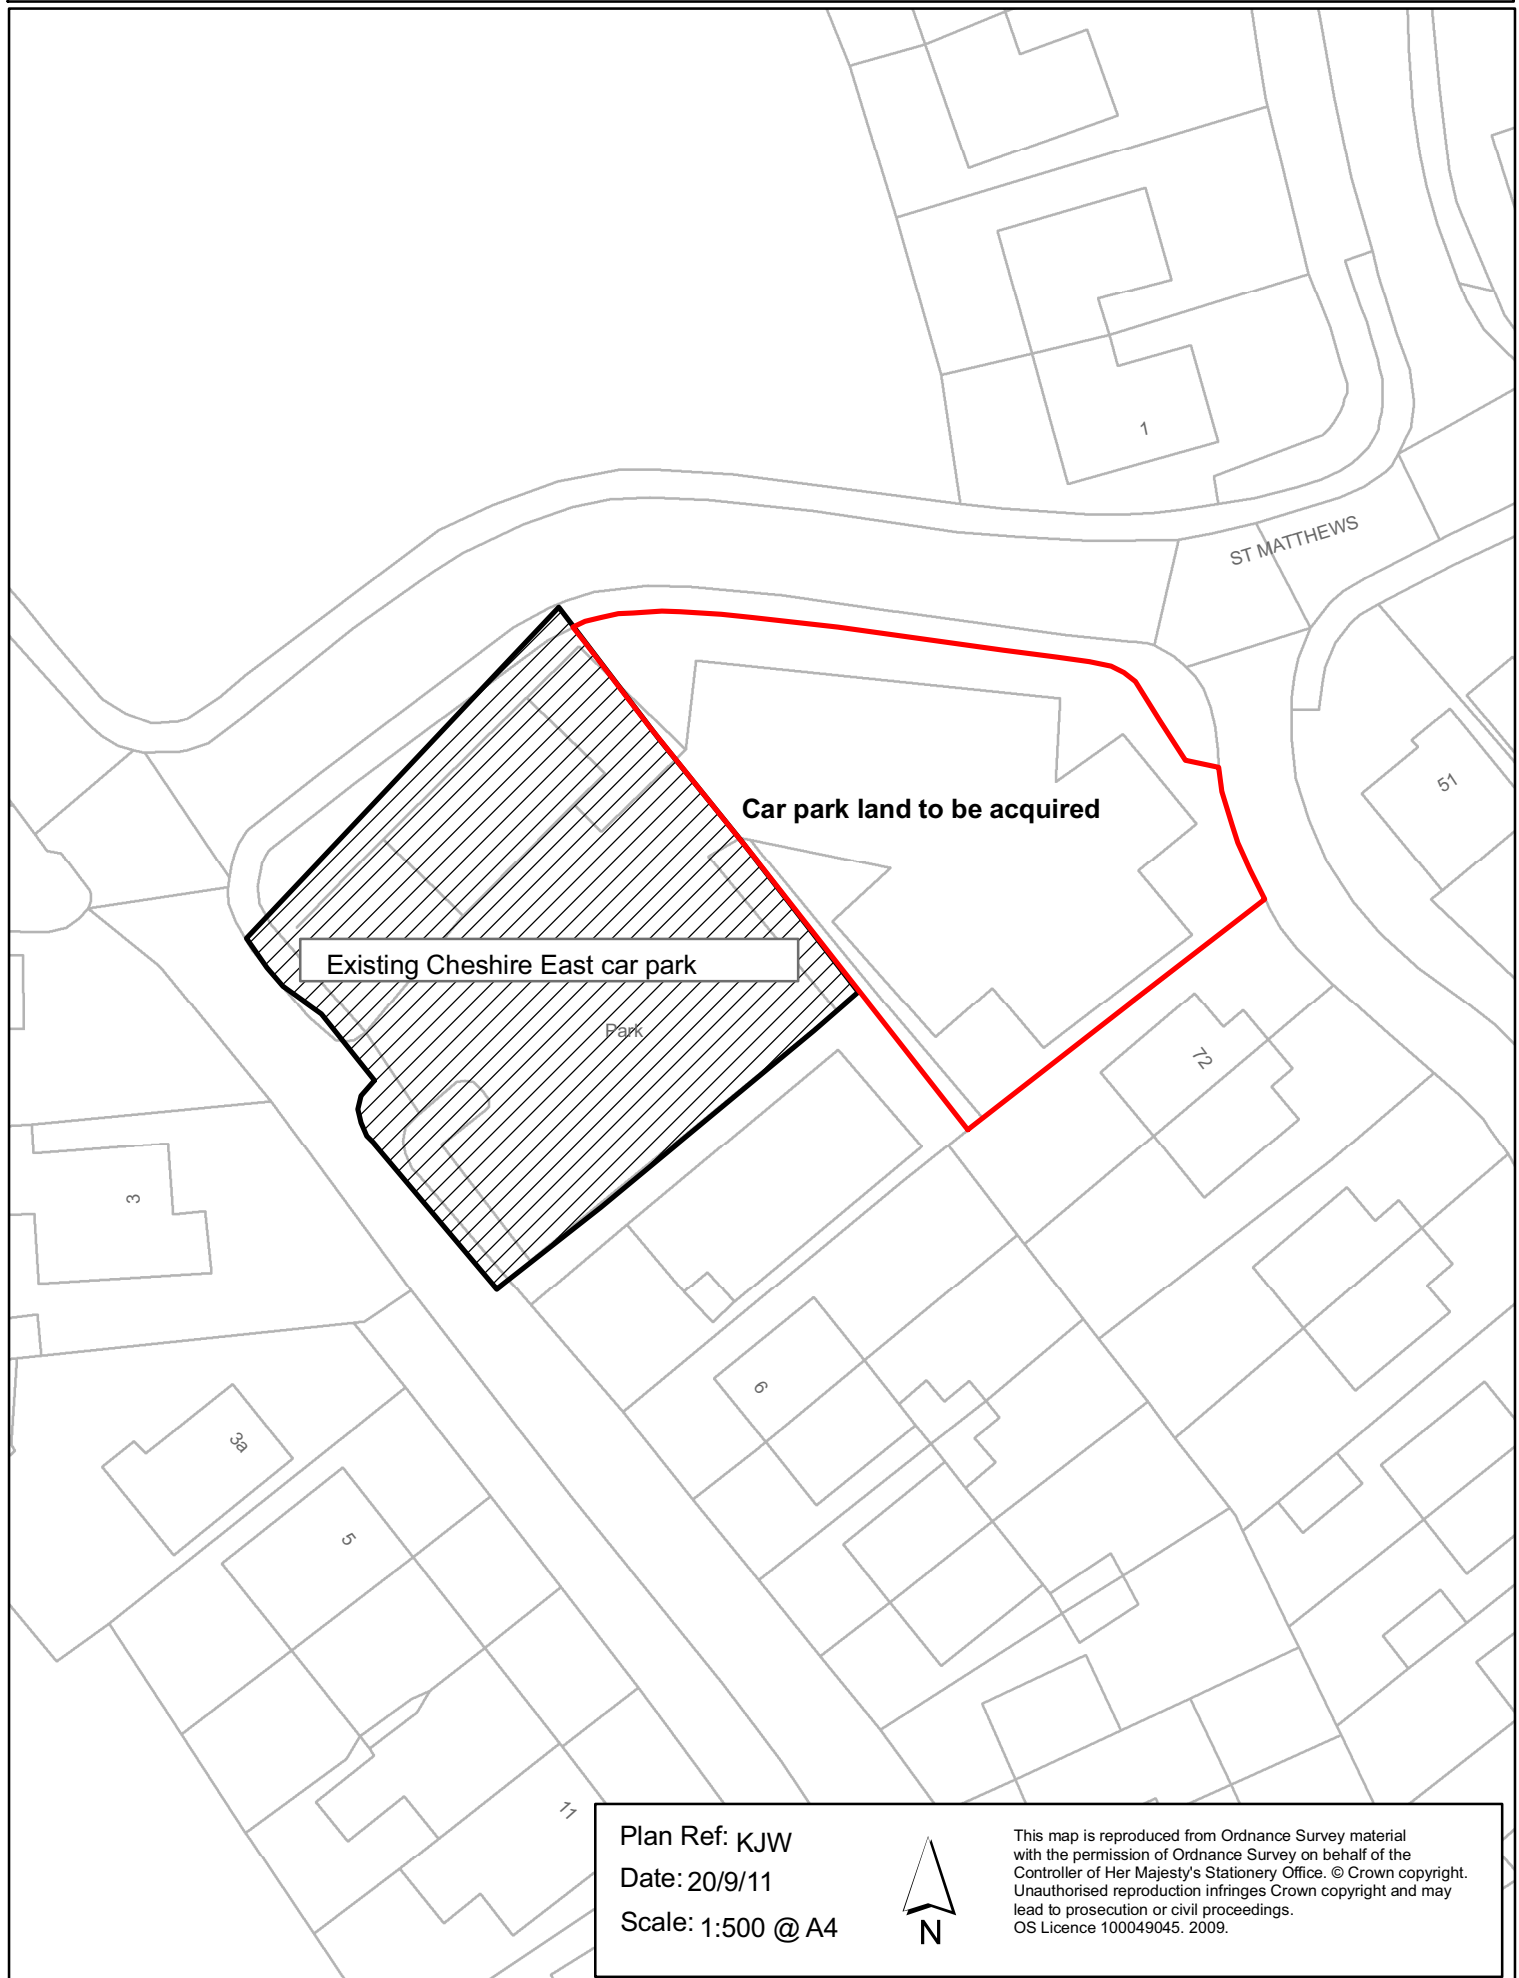 1
ST MATTHEWS
51
Car park land to be acquired
Existing Cheshire East car park
Park
72
3
6
3a
5
11
Plan Ref: KJW
Date: 20/9/11
Scale: 1:500 @ A4
N
This map is reproduced from Ordnance Survey material
with the permission of Ordnance Survey on behalf of the
Controller of Her Majesty's Stationery Office. © Crown copyright.
Unauthorised reproduction infringes Crown copyright and may
lead to prosecution or civil proceedings.
OS Licence 100049045. 2009.